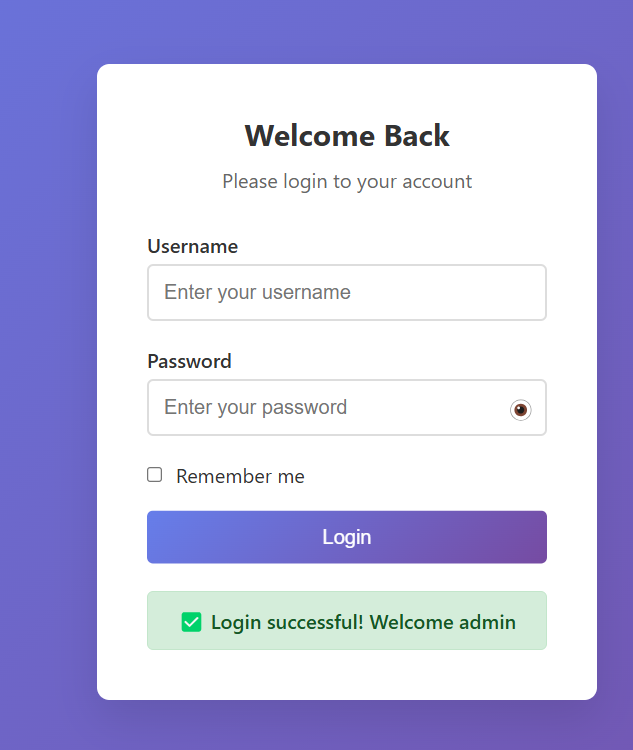 Welcome Back
Please login to your account
Username
Enter your username
Password
Enter your password
Remember me
Login
✅ Login successful! Welcome admin